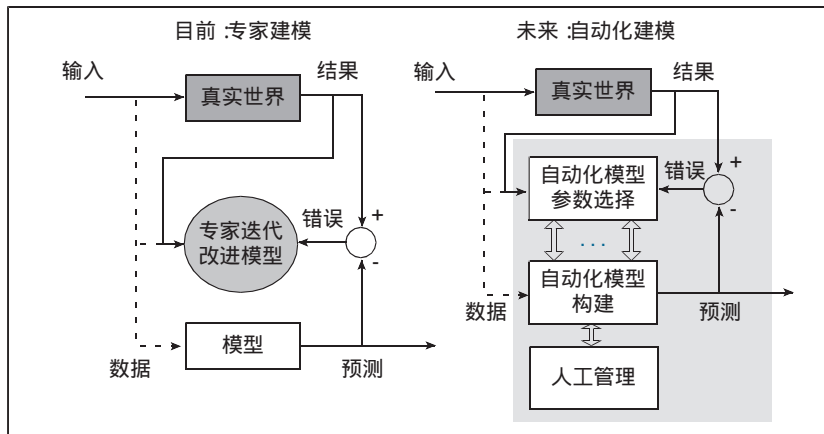 目前:专家建模
输入
真实世界
结果
专家迭代
改进模型
错误
+
-
数据
模型
预测
未来:自动化建模
输入
真实世界
结果
自动化模型
参数选择
错误
+
-
...
自动化模型
构建
数据
预测
人工管理